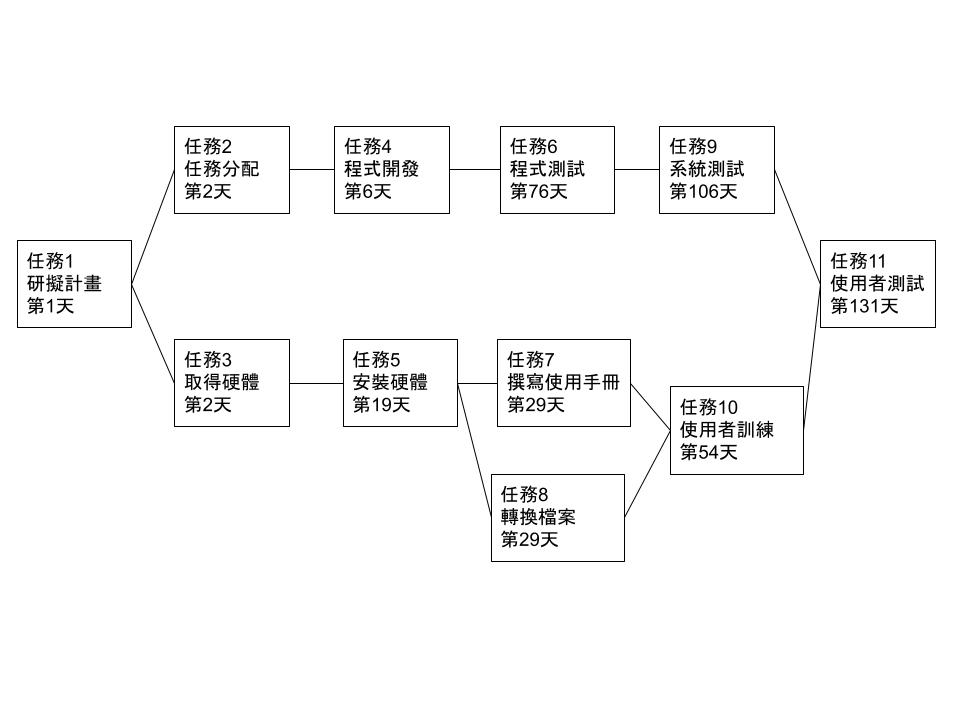 任務1
研擬計畫
第1天
任務2
任務分配
第2天
任務4
程式開發
第6天
任務6
程式測試
第76天
任務9
系統測試
第106天
任務3
取得硬體
第2天
任務5
安裝硬體
第19天
任務7
撰寫使用手冊
第29天
任務8
轉換檔案
第29天
任務10
使用者訓練
第54天
任務11
使用者測試
第131天